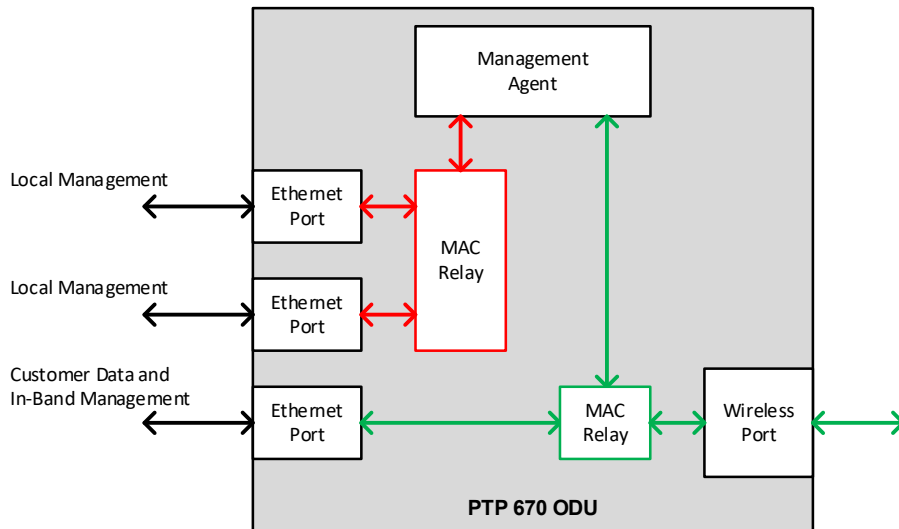 Management
Agent
Local Management
Ethernet
Port
MAC
Relay
Local Management
Ethernet
Port
Customer Data and
In-Band Management
Ethernet
Port
MAC
Relay
Wireless
Port
PTP 670 ODU